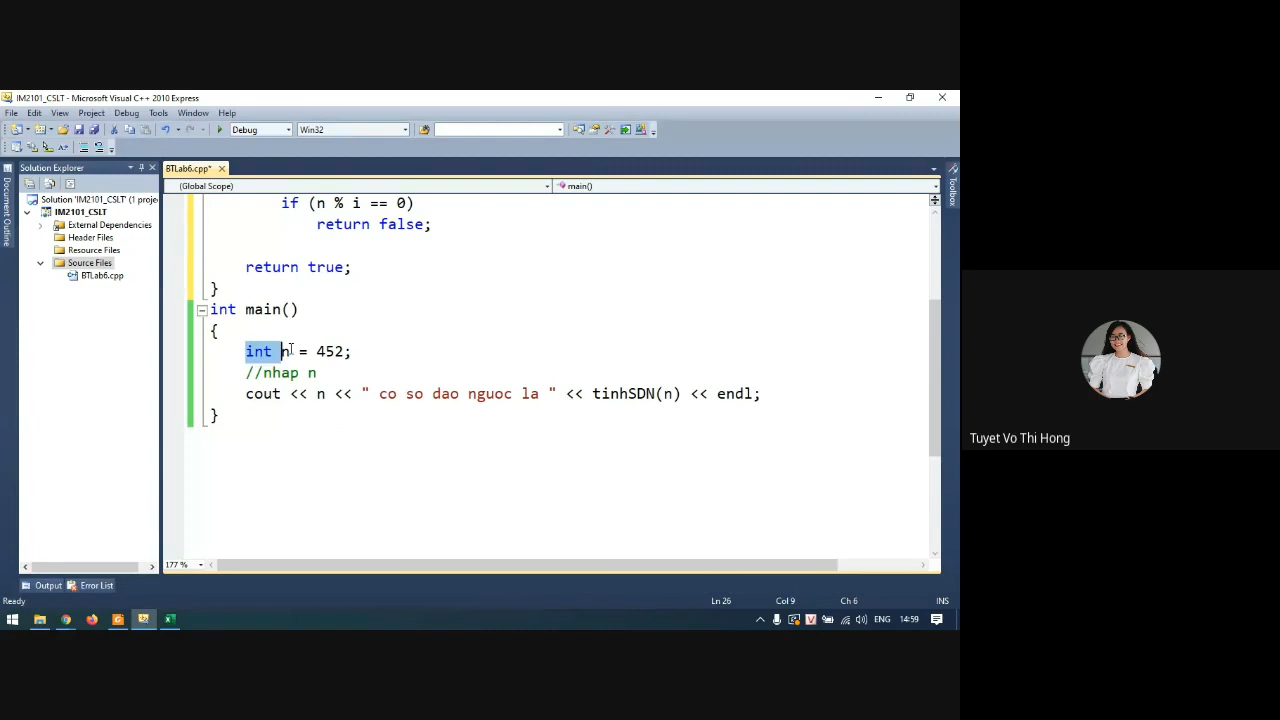 IM2101_CSLT - Microsoft Visual C++ 2010 Express
File Edit View Project Debug Tools Window Help
Debug Win32
Solution Explorer
BTLab6.cpp*
Document Outline
(Global Scope)
main()
Toolbox
Solution 'IM2101_CSLT' (1 proje
IM2101_CSLT
External Dependencies
Header Files
Resource Files
Source Files
BTLab6.cpp
if (n % i == 0)
return false;
return true;
}
int main()
{
int n = 452;
//nhap n
cout << n << " co so dao nguoc la " << tinhSDN(n) << endl;
}
Tuyet Vo Thi Hong
177 %
Output Error List
Ready Ln 26 Col 9 Ch 6 INS
ENG 14:59